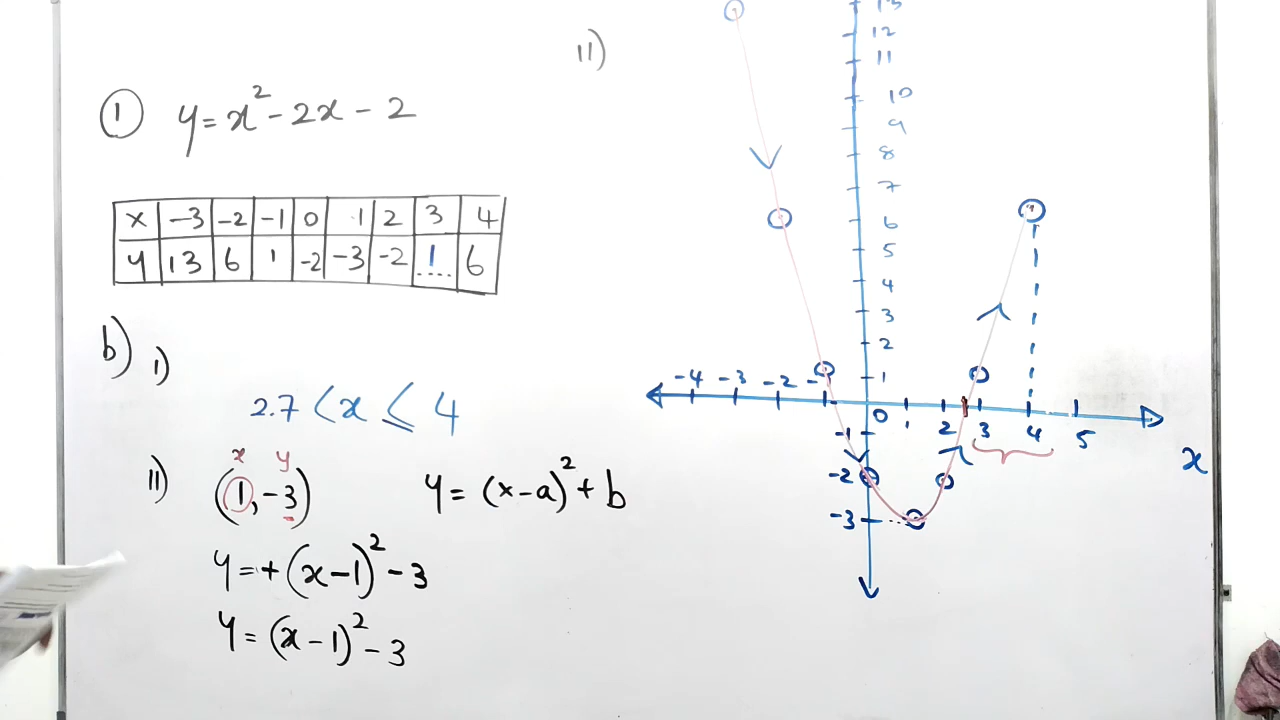 ① y = x² - 2x - 2
x -3 -2 -1 0 1 2 3 4
y 13 6 1 -2 -3 -2 1 6
b) i)
2.7 < x ≤ 4
x y
ii) (1, -3) y = (x-a)² + b
y = +(x-1)² - 3
y = (x-1)² - 3
ii)
13
12
11
10
9
8
7
6
5
4
3
2
1
-4 -3 -2 -1 0 1 2 3 4 5
x
-1
-2
-3